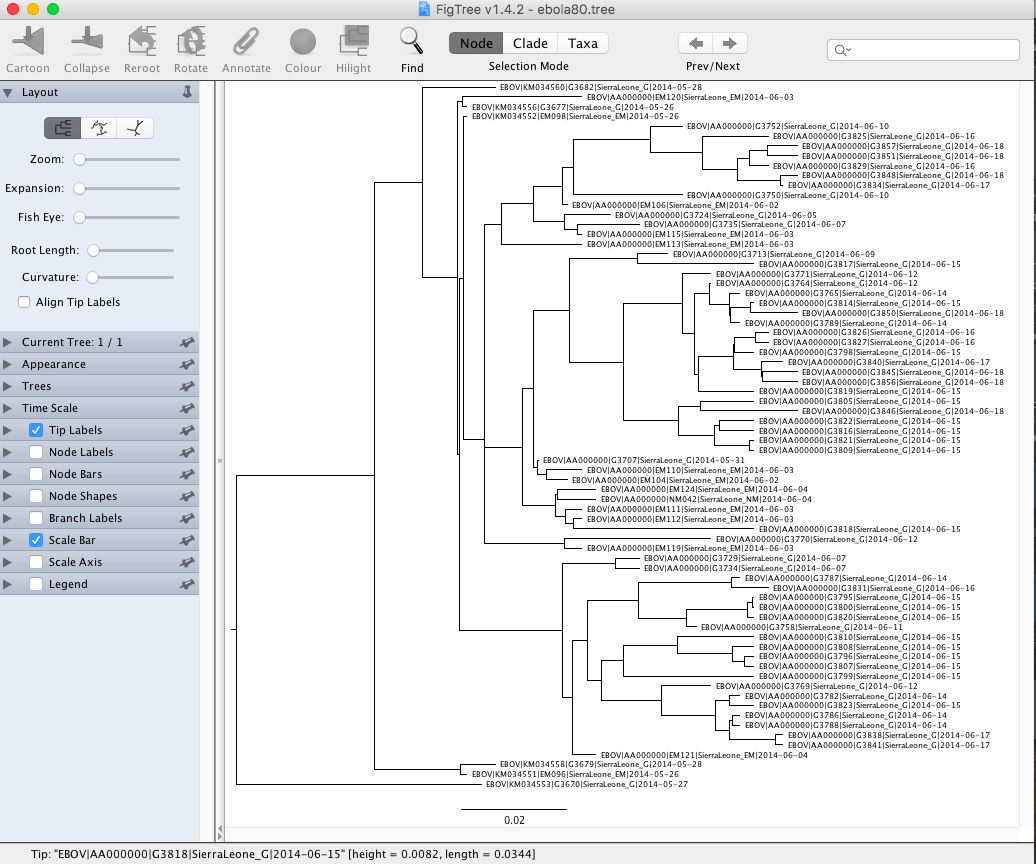 FigTree v1.4.2 - ebola80.tree
Cartoon Collapse Reroot Rotate Annotate Colour Hilight Find
Node Clade Taxa
Selection Mode
Prev/Next
Layout
Zoom:
Expansion:
Fish Eye:
Root Length:
Curvature:
Align Tip Labels
Current Tree: 1 / 1
Appearance
Trees
Time Scale
Tip Labels
Node Labels
Node Bars
Node Shapes
Branch Labels
Scale Bar
Scale Axis
Legend
EBOV|KM034560|G3682|SierraLeone_G|2014-05-28
EBOV|AA000000|EM120|SierraLeone_EM|2014-06-03
EBOV|KM034556|G3677|SierraLeone_G|2014-05-26
EBOV|KM034552|EM098|SierraLeone_EM|2014-05-26
EBOV|AA000000|G3752|SierraLeone_G|2014-06-10
EBOV|AA000000|G3825|SierraLeone_G|2014-06-16
EBOV|AA000000|G3857|SierraLeone_G|2014-06-18
EBOV|AA000000|G3851|SierraLeone_G|2014-06-18
EBOV|AA000000|G3829|SierraLeone_G|2014-06-16
EBOV|AA000000|G3848|SierraLeone_G|2014-06-18
EBOV|AA000000|G3834|SierraLeone_G|2014-06-17
EBOV|AA000000|G3750|SierraLeone_G|2014-06-10
EBOV|AA000000|EM106|SierraLeone_EM|2014-06-02
EBOV|AA000000|G3724|SierraLeone_G|2014-06-05
EBOV|AA000000|G3735|SierraLeone_G|2014-06-07
EBOV|AA000000|EM115|SierraLeone_EM|2014-06-03
EBOV|AA000000|EM113|SierraLeone_EM|2014-06-03
EBOV|AA000000|G3713|SierraLeone_G|2014-06-09
EBOV|AA000000|G3817|SierraLeone_G|2014-06-15
EBOV|AA000000|G3771|SierraLeone_G|2014-06-12
EBOV|AA000000|G3764|SierraLeone_G|2014-06-12
EBOV|AA000000|G3765|SierraLeone_G|2014-06-14
EBOV|AA000000|G3814|SierraLeone_G|2014-06-15
EBOV|AA000000|G3850|SierraLeone_G|2014-06-18
EBOV|AA000000|G3789|SierraLeone_G|2014-06-14
EBOV|AA000000|G3826|SierraLeone_G|2014-06-16
EBOV|AA000000|G3827|SierraLeone_G|2014-06-16
EBOV|AA000000|G3798|SierraLeone_G|2014-06-15
EBOV|AA000000|G3840|SierraLeone_G|2014-06-17
EBOV|AA000000|G3845|SierraLeone_G|2014-06-18
EBOV|AA000000|G3856|SierraLeone_G|2014-06-18
EBOV|AA000000|G3819|SierraLeone_G|2014-06-15
EBOV|AA000000|G3805|SierraLeone_G|2014-06-15
EBOV|AA000000|G3846|SierraLeone_G|2014-06-18
EBOV|AA000000|G3822|SierraLeone_G|2014-06-15
EBOV|AA000000|G3816|SierraLeone_G|2014-06-15
EBOV|AA000000|G3821|SierraLeone_G|2014-06-15
EBOV|AA000000|G3809|SierraLeone_G|2014-06-15
EBOV|AA000000|G3707|SierraLeone_G|2014-05-31
EBOV|AA000000|EM110|SierraLeone_EM|2014-06-03
EBOV|AA000000|EM104|SierraLeone_EM|2014-06-02
EBOV|AA000000|EM124|SierraLeone_EM|2014-06-04
EBOV|AA000000|NM042|SierraLeone_NM|2014-06-04
EBOV|AA000000|EM111|SierraLeone_EM|2014-06-03
EBOV|AA000000|EM112|SierraLeone_EM|2014-06-03
EBOV|AA000000|G3818|SierraLeone_G|2014-06-15
EBOV|AA000000|G3770|SierraLeone_G|2014-06-12
EBOV|AA000000|EM119|SierraLeone_EM|2014-06-03
EBOV|AA000000|G3729|SierraLeone_G|2014-06-07
EBOV|AA000000|G3734|SierraLeone_G|2014-06-07
EBOV|AA000000|G3787|SierraLeone_G|2014-06-14
EBOV|AA000000|G3831|SierraLeone_G|2014-06-16
EBOV|AA000000|G3795|SierraLeone_G|2014-06-15
EBOV|AA000000|G3800|SierraLeone_G|2014-06-15
EBOV|AA000000|G3820|SierraLeone_G|2014-06-15
EBOV|AA000000|G3758|SierraLeone_G|2014-06-11
EBOV|AA000000|G3810|SierraLeone_G|2014-06-15
EBOV|AA000000|G3808|SierraLeone_G|2014-06-15
EBOV|AA000000|G3796|SierraLeone_G|2014-06-15
EBOV|AA000000|G3807|SierraLeone_G|2014-06-15
EBOV|AA000000|G3799|SierraLeone_G|2014-06-15
EBOV|AA000000|G3769|SierraLeone_G|2014-06-12
EBOV|AA000000|G3782|SierraLeone_G|2014-06-14
EBOV|AA000000|G3823|SierraLeone_G|2014-06-15
EBOV|AA000000|G3786|SierraLeone_G|2014-06-14
EBOV|AA000000|G3788|SierraLeone_G|2014-06-14
EBOV|AA000000|G3838|SierraLeone_G|2014-06-17
EBOV|AA000000|G3841|SierraLeone_G|2014-06-17
EBOV|AA000000|EM121|SierraLeone_EM|2014-06-04
EBOV|KM034558|G3679|SierraLeone_G|2014-05-28
EBOV|KM034551|EM096|SierraLeone_EM|2014-05-26
EBOV|KM034553|G3670|SierraLeone_G|2014-05-27
0.02
Tip: "EBOV|AA000000|G3818|SierraLeone_G|2014-06-15" [height = 0.0082, length = 0.0344]